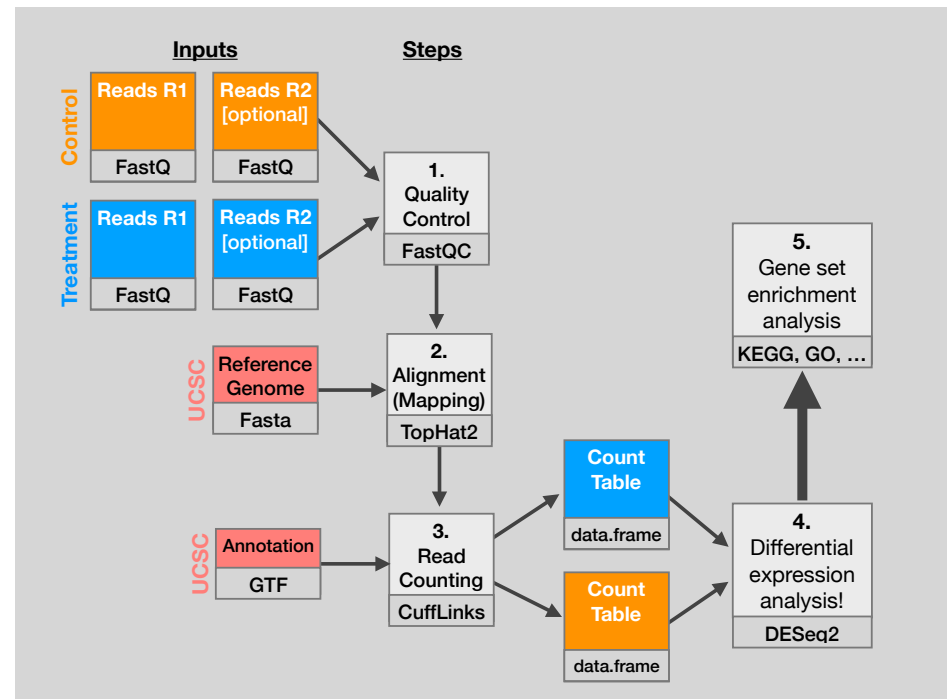 Inputs
Steps
Control
Reads R1
FastQ
Reads R2
[optional]
FastQ
Treatment
Reads R1
FastQ
Reads R2
[optional]
FastQ
1.
Quality
Control
FastQC
UCSC
Reference
Genome
Fasta
2.
Alignment
(Mapping)
TopHat2
UCSC
Annotation
GTF
3.
Read
Counting
CuffLinks
Count
Table
data.frame
Count
Table
data.frame
4.
Differential
expression
analysis!
DESeq2
5.
Gene set
enrichment
analysis
KEGG, GO, …